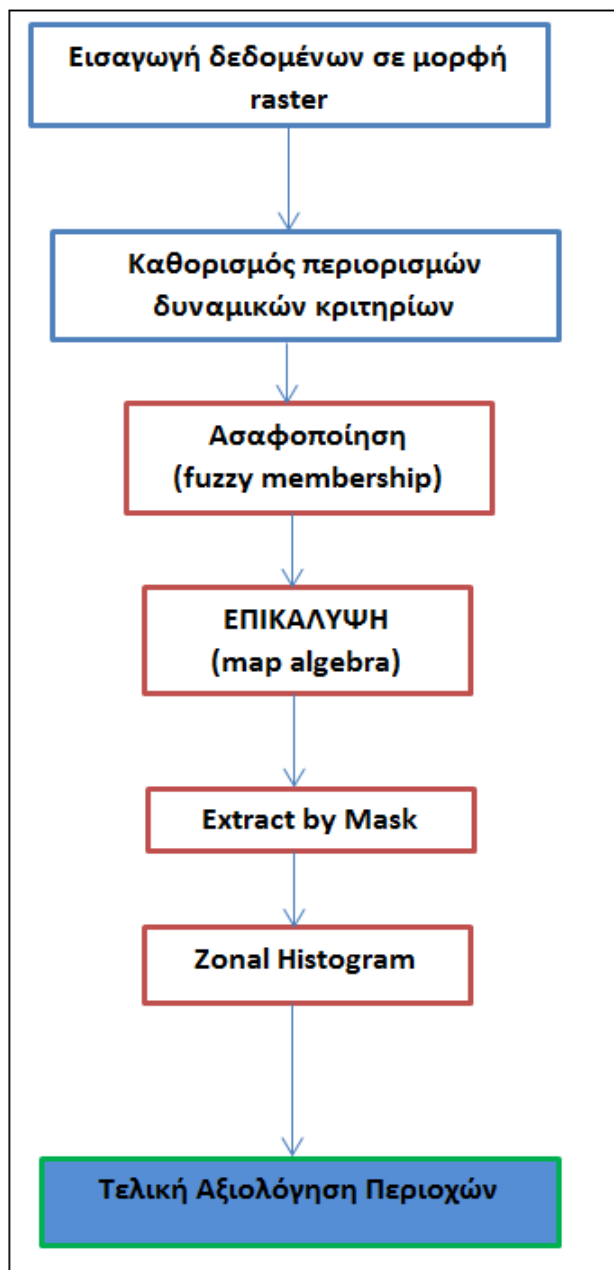 Εισαγωγή δεδομένων σε μορφή
raster
Καθορισμός περιορισμών
δυναμικών κριτηρίων
Ασαφοποίηση
(fuzzy membership)
ΕΠΙΚΑΛΥΨΗ
(map algebra)
Extract by Mask
Zonal Histogram
Τελική Αξιολόγηση Περιοχών